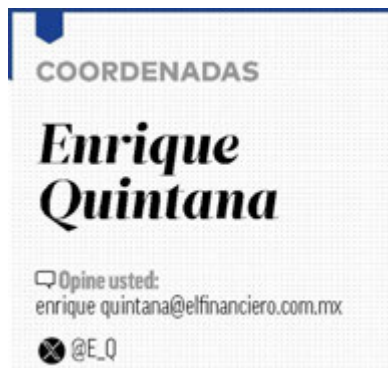 COORDENADAS
Enrique
Quintana
Opine usted:
enrique quintana@elfinanciero.com.mx
@E_Q